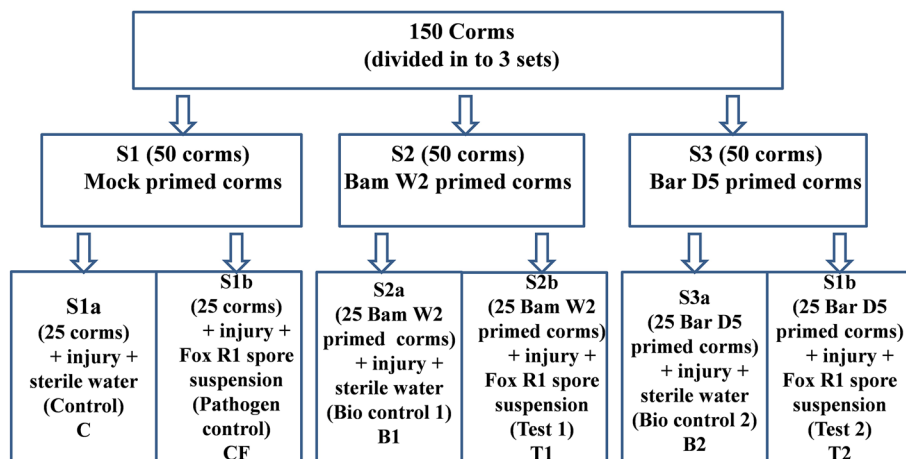 150 Corms
(divided in to 3 sets)
S1 (50 corms)
Mock primed corms
S2 (50 corms)
Bam W2 primed corms
S3 (50 corms)
Bar D5 primed corms
S1a
(25 corms)
+ injury +
sterile water
(Control)
C
S1b
(25 corms)
+ injury +
Fox R1 spore
suspension
(Pathogen
control)
CF
S2a
(25 Bam W2
primed corms)
+ injury +
sterile water
(Bio control 1)
B1
S2b
(25 Bam W2
primed corms)
+ injury +
Fox R1 spore
suspension
(Test 1)
T1
S3a
(25 Bar D5
primed corms)
+ injury +
sterile water
(Bio control 2)
B2
S1b
(25 Bar D5
primed corms)
+ injury +
Fox R1 spore
suspension
(Test 2)
T2